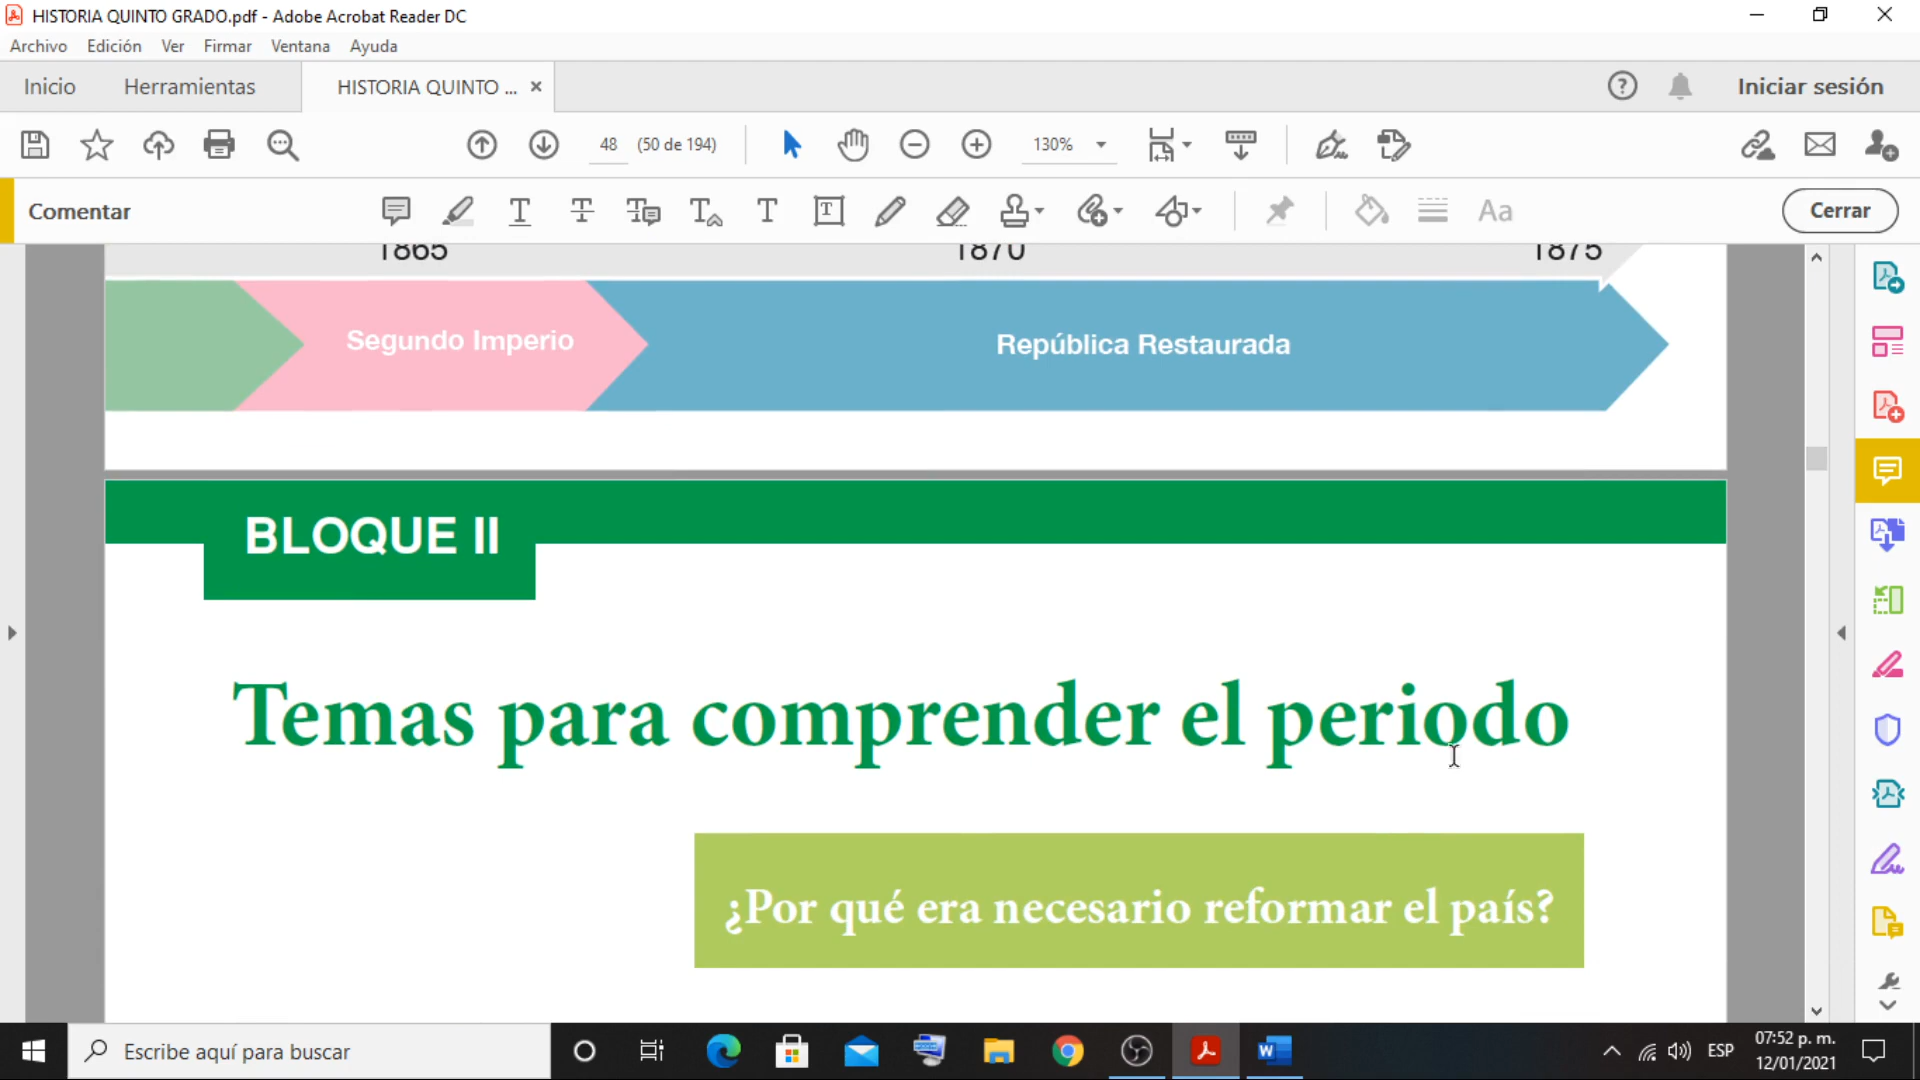 HISTORIA QUINTO GRADO.pdf - Adobe Acrobat Reader DC
Archivo Edición Ver Firmar Ventana Ayuda
Inicio Herramientas HISTORIA QUINTO ... × ? Iniciar sesión
48 (50 de 194) 130%
Comentar T T T T T T Aa Cerrar
1865 1870 1875
Segundo Imperio República Restaurada
BLOQUE II
Temas para comprender el periodo
¿Por qué era necesario reformar el país?
Escribe aquí para buscar ESP 07:52 p. m.
12/01/2021